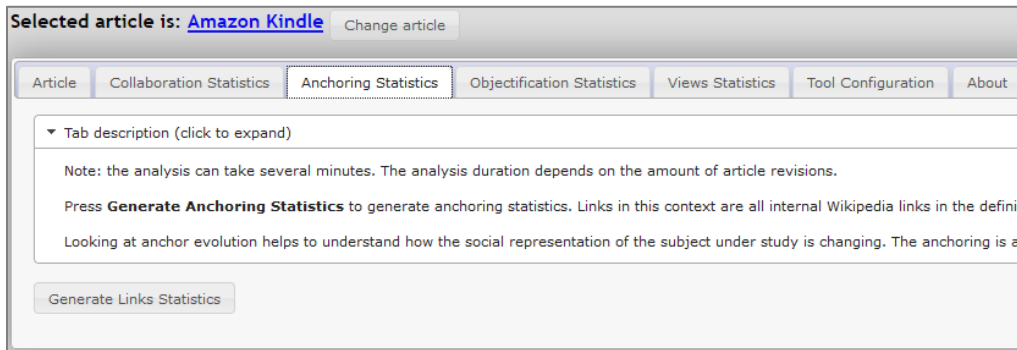 Selected article is: Amazon Kindle Change article
Article Collaboration Statistics Anchoring Statistics Objectification Statistics Views Statistics Tool Configuration About
Tab description (click to expand)
Note: the analysis can take several minutes. The analysis duration depends on the amount of article revisions.
Press Generate Anchoring Statistics to generate anchoring statistics. Links in this context are all internal Wikipedia links in the defini
Looking at anchor evolution helps to understand how the social representation of the subject under study is changing. The anchoring is a
Generate Links Statistics